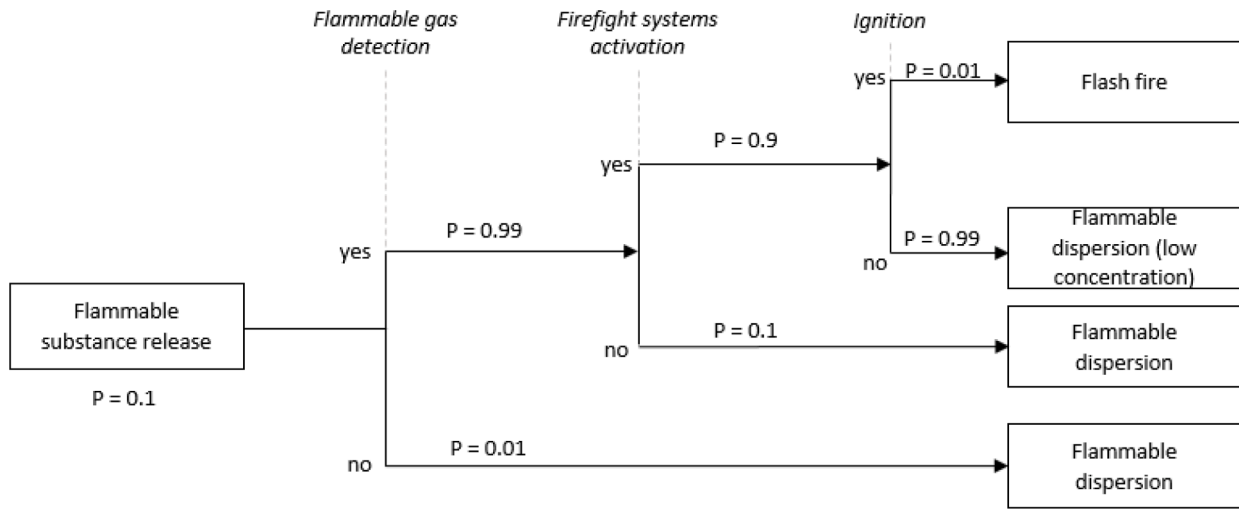 Flammable gas
detection
Firefight systems
activation
Ignition
yes
P = 0.01
Flash fire
yes
P = 0.9
yes
P = 0.99
no
P = 0.99
Flammable
dispersion (low
concentration)
Flammable
substance release
P = 0.1
no
P = 0.1
Flammable
dispersion
no
P = 0.01
Flammable
dispersion